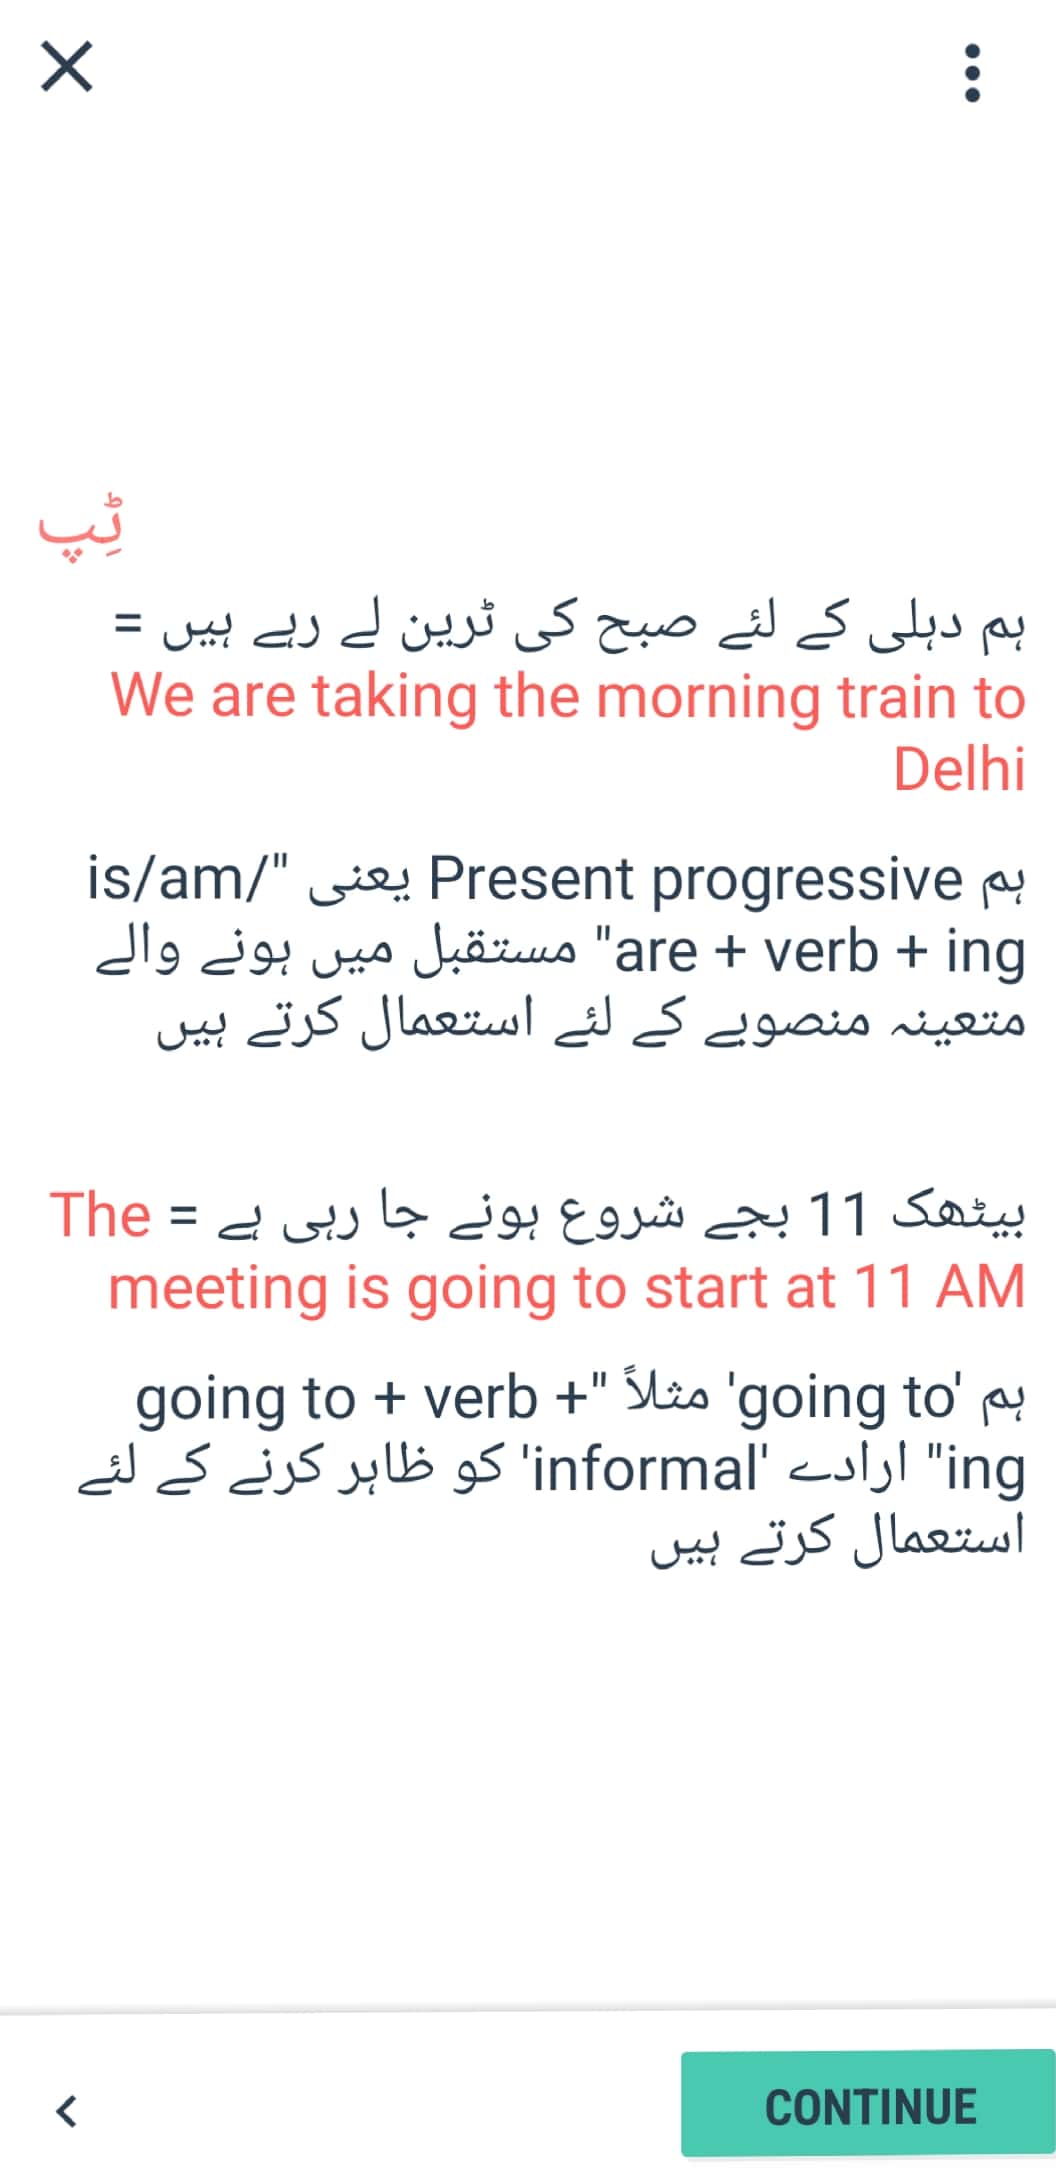 ٹِپ
ہم دہلی کے لئے صبح کی ٹرین لے رہے ہیں =
We are taking the morning train to
Delhi
ہم Present progressive یعنی "is/am/
are + verb + ing" مستقبل میں ہونے والے
متعینہ منصوبے کے لئے استعمال کرتے ہیں
بیٹھک 11 بجے شروع ہونے جا رہی ہے = The
meeting is going to start at 11 AM
ہم 'going to' مثلاً "going to + verb +
ing" ارادے 'informal' کو ظاہر کرنے کے لئے
استعمال کرتے ہیں
CONTINUE